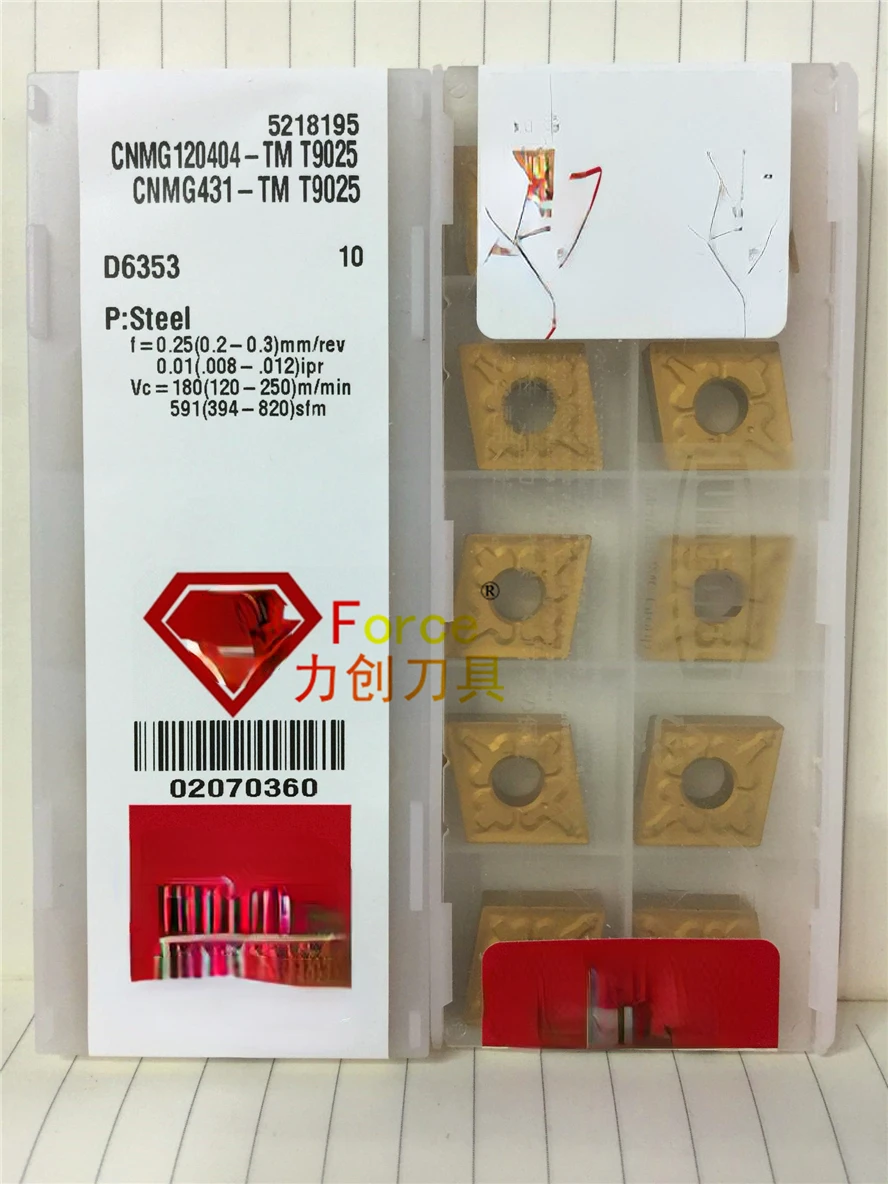 5218195
CNMG120404-TM T9025
CNMG431-TM T9025
D6353
10
P:Steel
f=0.25(0.2-0.3)mm/rev
0.01(.008-.012)ipr
Vc=180(120-250)m/min
591(394-820)sfm
®
Force
力创刀具
02070360